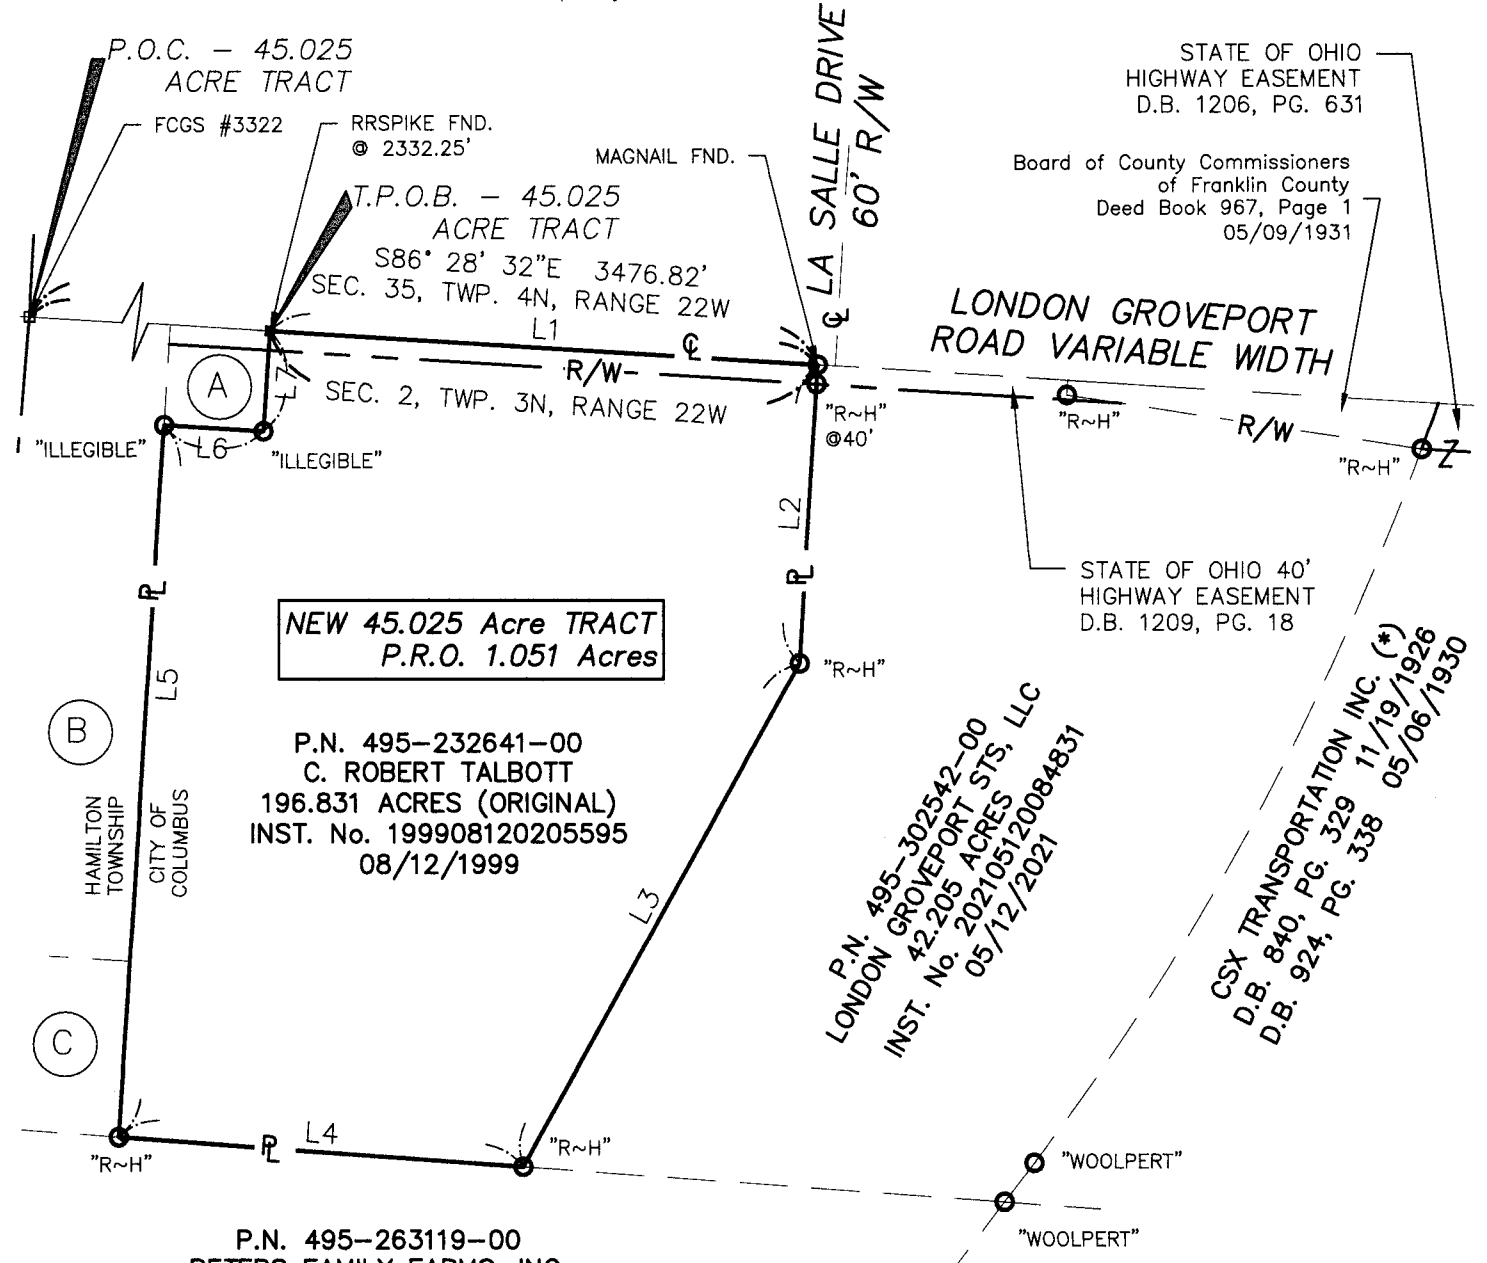 P.O.C. – 45.025
ACRE TRACT
FCGS #3322
RRSPIKE FND.
@ 2332.25'
MAGNAIL FND.
T.P.O.B. – 45.025
ACRE TRACT
S86° 28' 32"E 3476.82'
SEC. 35, TWP. 4N, RANGE 22W
L1
℄
R/W
SEC. 2, TWP. 3N, RANGE 22W
LA SALLE DRIVE
60' R/W
℄
STATE OF OHIO
HIGHWAY EASEMENT
D.B. 1206, PG. 631
Board of County Commissioners
of Franklin County
Deed Book 967, Page 1
05/09/1931
LONDON GROVEPORT
ROAD VARIABLE WIDTH
A
L7
"ILLEGIBLE"
L6
"ILLEGIBLE"
"R~H"
@40'
"R~H"
R/W
"R~H"
Z
L2
PL
PL
STATE OF OHIO 40'
HIGHWAY EASEMENT
D.B. 1209, PG. 18
NEW 45.025 Acre TRACT
P.R.O. 1.051 Acres
"R~H"
L5
B
P.N. 495–232641–00
C. ROBERT TALBOTT
196.831 ACRES (ORIGINAL)
INST. No. 199908120205595
08/12/1999
HAMILTON
TOWNSHIP
CITY OF
COLUMBUS
L3
P.N. 495–302542–00
LONDON GROVEPORT STS, LLC
42.205 ACRES
INST. No. 202105120084831
05/12/2021
CSX TRANSPORTATION INC. (*)
D.B. 840, PG. 329 11/19/1926
D.B. 924, PG. 338 05/06/1930
C
L4
PL
"R~H"
"R~H"
"WOOLPERT"
"WOOLPERT"
P.N. 495–263119–00
PETERS FAMILY FARMS, INC.